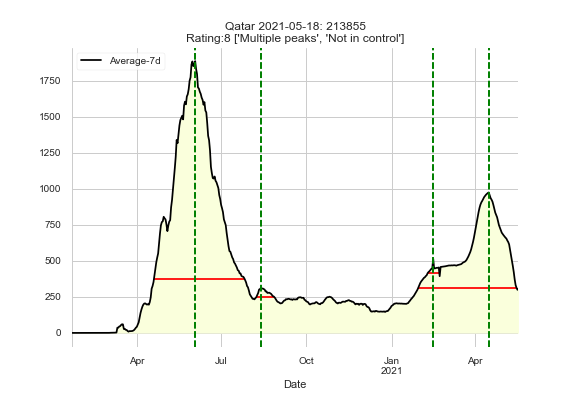 Qatar 2021-05-18: 213855
Rating:8 ['Multiple peaks', 'Not in control']
Average-7d
1750
1500
1250
1000
750
500
250
0
Apr
Jul
Oct
Jan
2021
Apr
Date